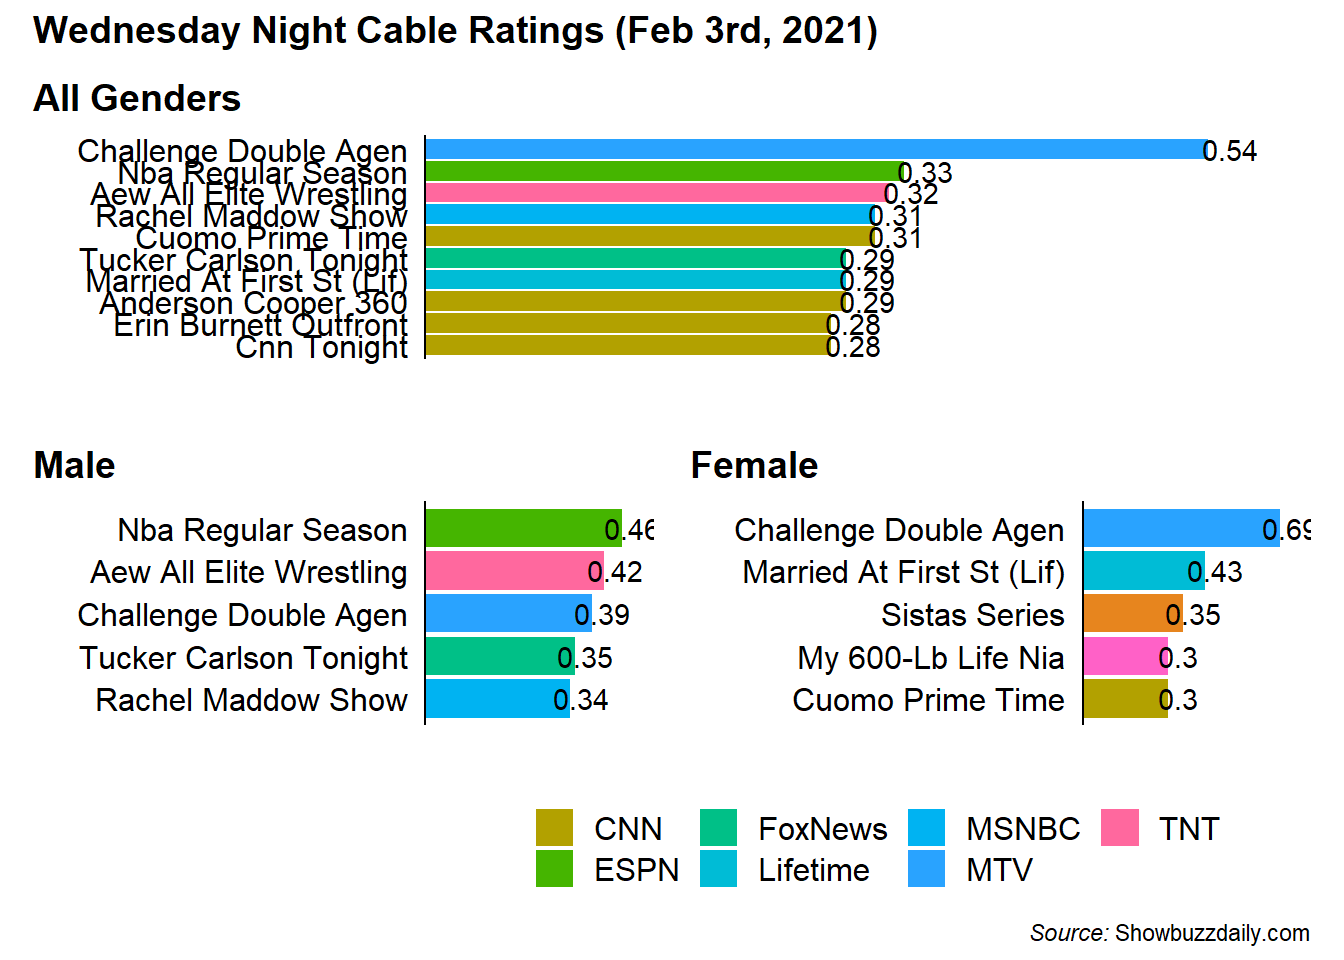 Wednesday Night Cable Ratings (Feb 3rd, 2021)
All Genders
Challenge Double Agen 0.54
Nba Regular Season 0.33
Aew All Elite Wrestling 0.32
Rachel Maddow Show 0.31
Cuomo Prime Time 0.31
Tucker Carlson Tonight 0.29
Married At First St (Lif) 0.29
Anderson Cooper 360 0.29
Erin Burnett Outfront 0.28
Cnn Tonight 0.28
Male
Nba Regular Season 0.46
Aew All Elite Wrestling 0.42
Challenge Double Agen 0.39
Tucker Carlson Tonight 0.35
Rachel Maddow Show 0.34
Female
Challenge Double Agen 0.69
Married At First St (Lif) 0.43
Sistas Series 0.35
My 600-Lb Life Nia 0.3
Cuomo Prime Time 0.3
CNN FoxNews MSNBC TNT
ESPN Lifetime MTV
Source: Showbuzzdaily.com